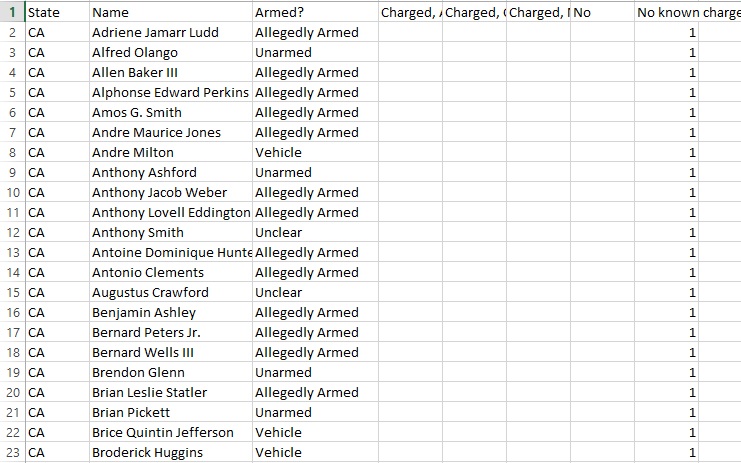 1 State Name Armed? Charged, Charged, Charged, No No known charge
2 CA Adriene Jamarr Ludd Allegedly Armed 1
3 CA Alfred Olango Unarmed 1
4 CA Allen Baker III Allegedly Armed 1
5 CA Alphonse Edward Perkins Allegedly Armed 1
6 CA Amos G. Smith Allegedly Armed 1
7 CA Andre Maurice Jones Allegedly Armed 1
8 CA Andre Milton Vehicle 1
9 CA Anthony Ashford Unarmed 1
10 CA Anthony Jacob Weber Allegedly Armed 1
11 CA Anthony Lovell Eddington Allegedly Armed 1
12 CA Anthony Smith Unclear 1
13 CA Antoine Dominique Hunte Allegedly Armed 1
14 CA Antonio Clements Allegedly Armed 1
15 CA Augustus Crawford Unclear 1
16 CA Benjamin Ashley Allegedly Armed 1
17 CA Bernard Peters Jr. Allegedly Armed 1
18 CA Bernard Wells III Allegedly Armed 1
19 CA Brendon Glenn Unarmed 1
20 CA Brian Leslie Statler Allegedly Armed 1
21 CA Brian Pickett Unarmed 1
22 CA Brice Quintin Jefferson Vehicle 1
23 CA Broderick Huggins Vehicle 1